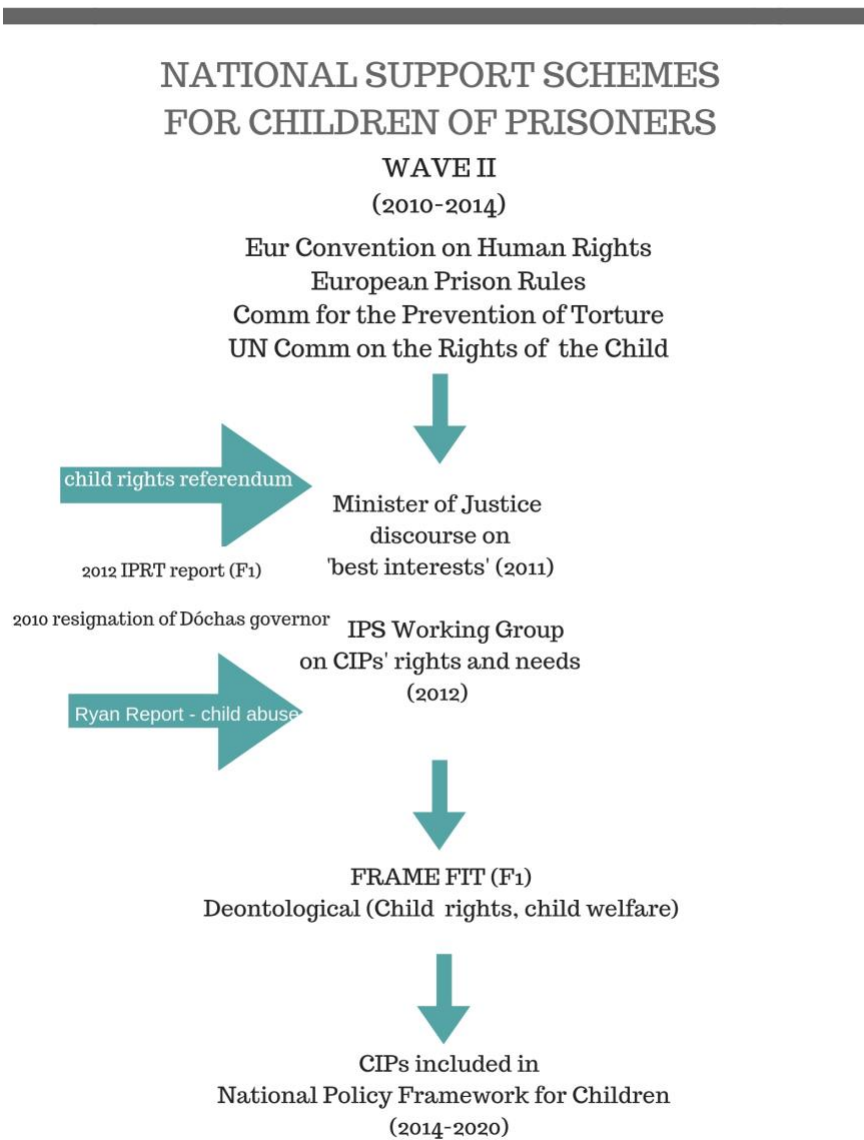 NATIONAL SUPPORT SCHEMES
FOR CHILDREN OF PRISONERS
WAVE II
(2010-2014)
Eur Convention on Human Rights
European Prison Rules
Comm for the Prevention of Torture
UN Comm on the Rights of the Child
child rights referendum
Minister of Justice
discourse on
'best interests' (2011)
2012 IPRT report (F1)
2010 resignation of Dóchas governor
IPS Working Group
on CIPs' rights and needs
(2012)
Ryan Report - child abuse
FRAME FIT (F1)
Deontological (Child rights, child welfare)
CIPs included in
National Policy Framework for Children
(2014-2020)